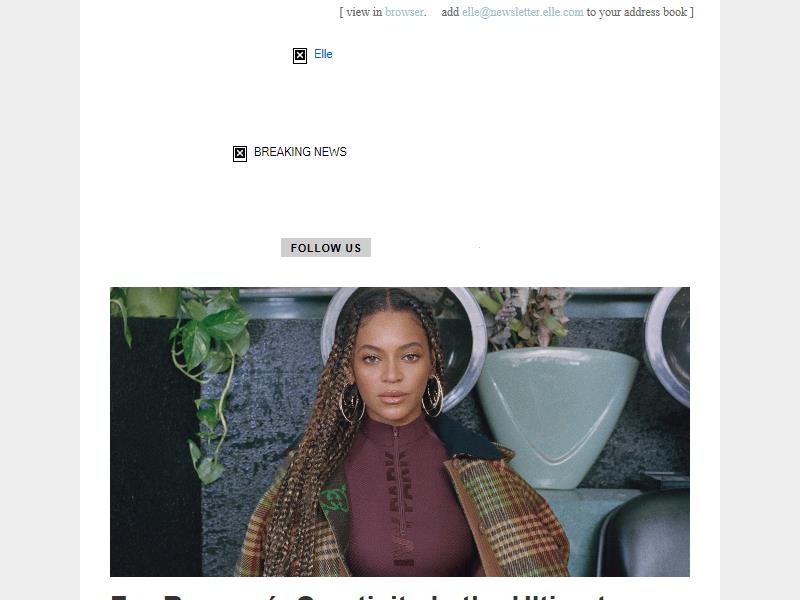 [ view in browser. add elle@newsletter.elle.com to your address book ]
Elle
BREAKING NEWS
FOLLOW US
IVY PARK